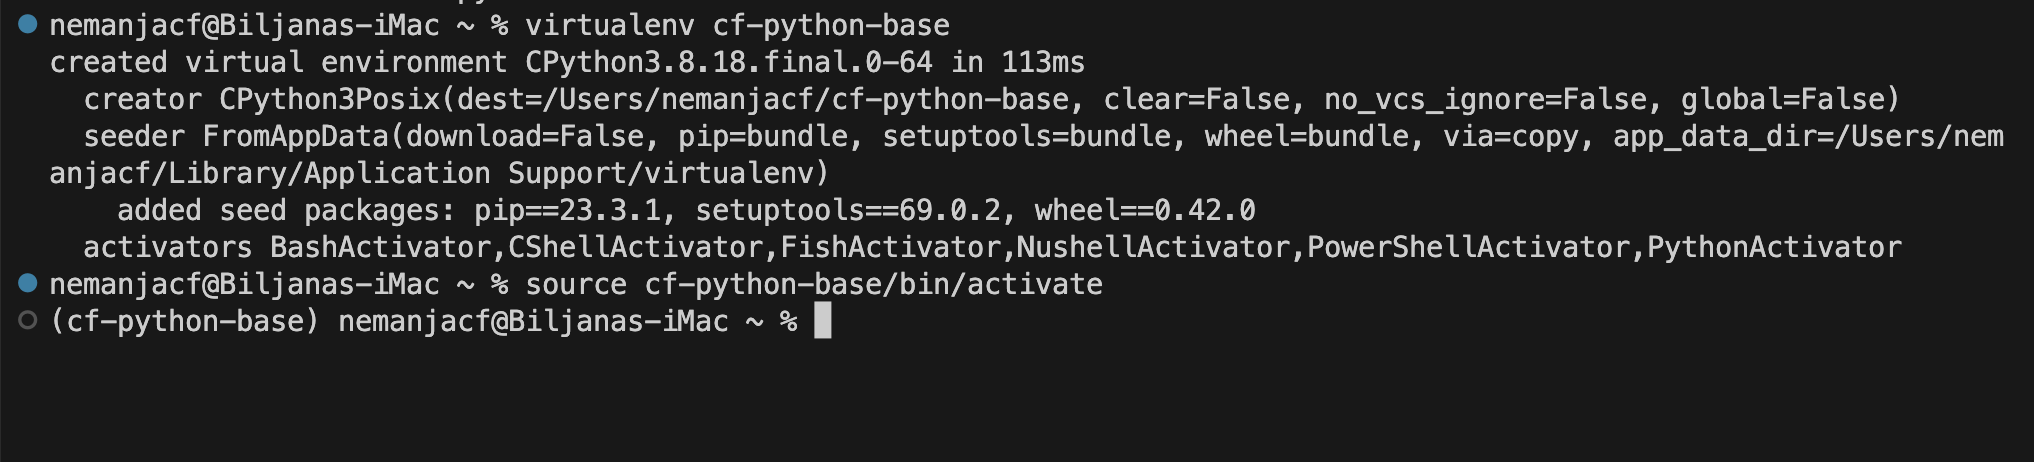 nemanjacf@Biljanas-iMac ~ % virtualenv cf-python-base
created virtual environment CPython3.8.18.final.0-64 in 113ms
  creator CPython3Posix(dest=/Users/nemanjacf/cf-python-base, clear=False, no_vcs_ignore=False, global=False)
  seeder FromAppData(download=False, pip=bundle, setuptools=bundle, wheel=bundle, via=copy, app_data_dir=/Users/nem
anjacf/Library/Application Support/virtualenv)
    added seed packages: pip==23.3.1, setuptools==69.0.2, wheel==0.42.0
  activators BashActivator,CShellActivator,FishActivator,NushellActivator,PowerShellActivator,PythonActivator
nemanjacf@Biljanas-iMac ~ % source cf-python-base/bin/activate
(cf-python-base) nemanjacf@Biljanas-iMac ~ %